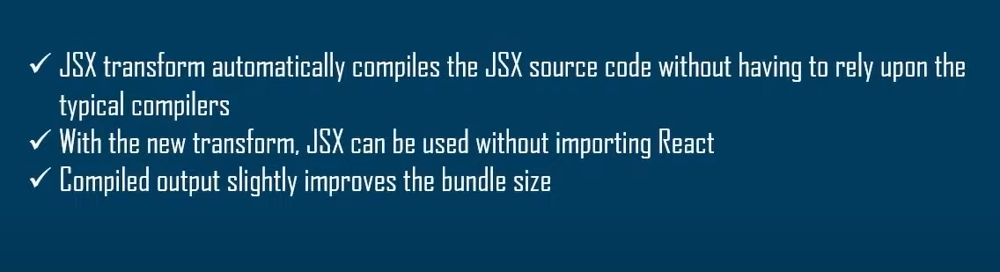 ✓ JSX transform automatically compiles the JSX source code without having to rely upon the
typical compilers
✓ With the new transform, JSX can be used without importing React
✓ Compiled output slightly improves the bundle size